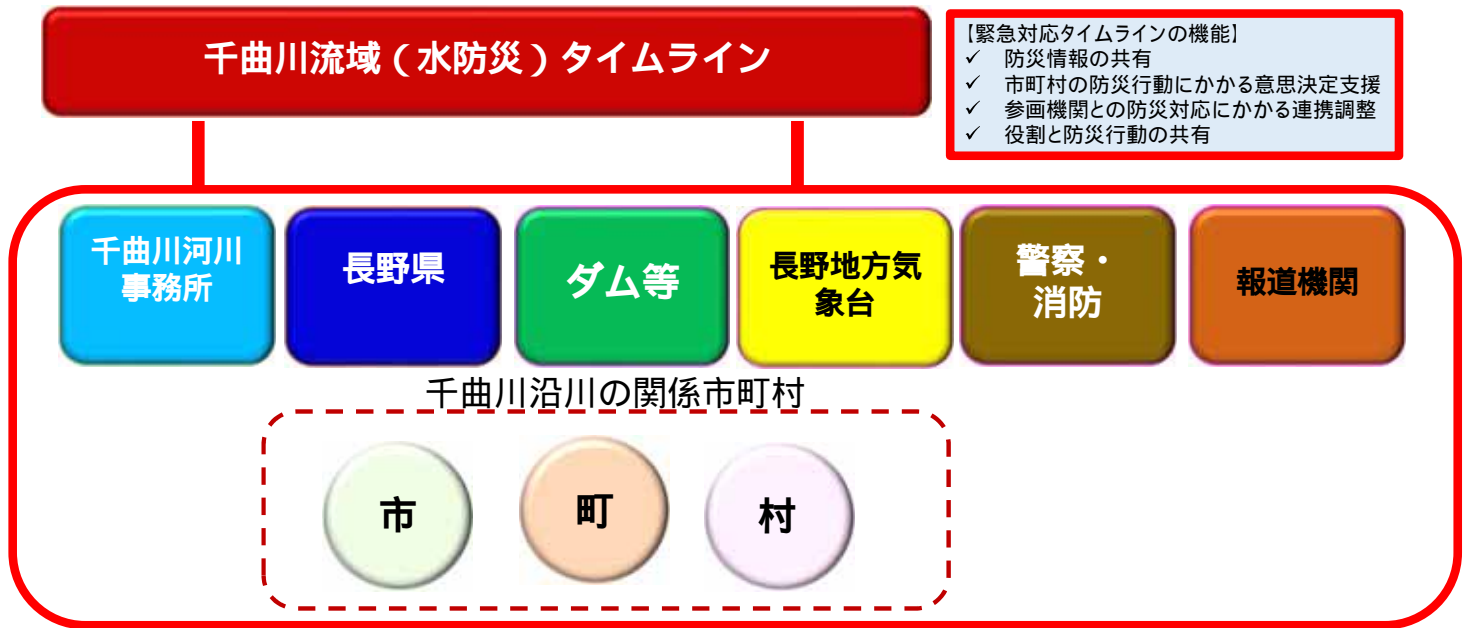 千曲川流域（水防災）タイムライン
【緊急対応タイムラインの機能】
✓ 防災情報の共有
✓ 市町村の防災行動にかかる意思決定支援
✓ 参画機関との防災対応にかかる連携調整
✓ 役割と防災行動の共有
千曲川河川
事務所
長野県
ダム等
長野地方気
象台
警察・
消防
報道機関
千曲川沿川の関係市町村
市
町
村